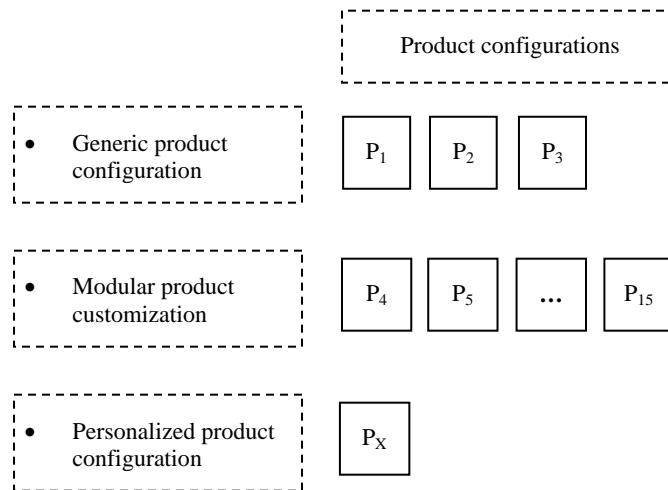 Product configurations
• Generic product
configuration
P₁ P₂ P₃
• Modular product
customization
P₄ P₅ ... P₁₅
• Personalized product
configuration
Pₓ